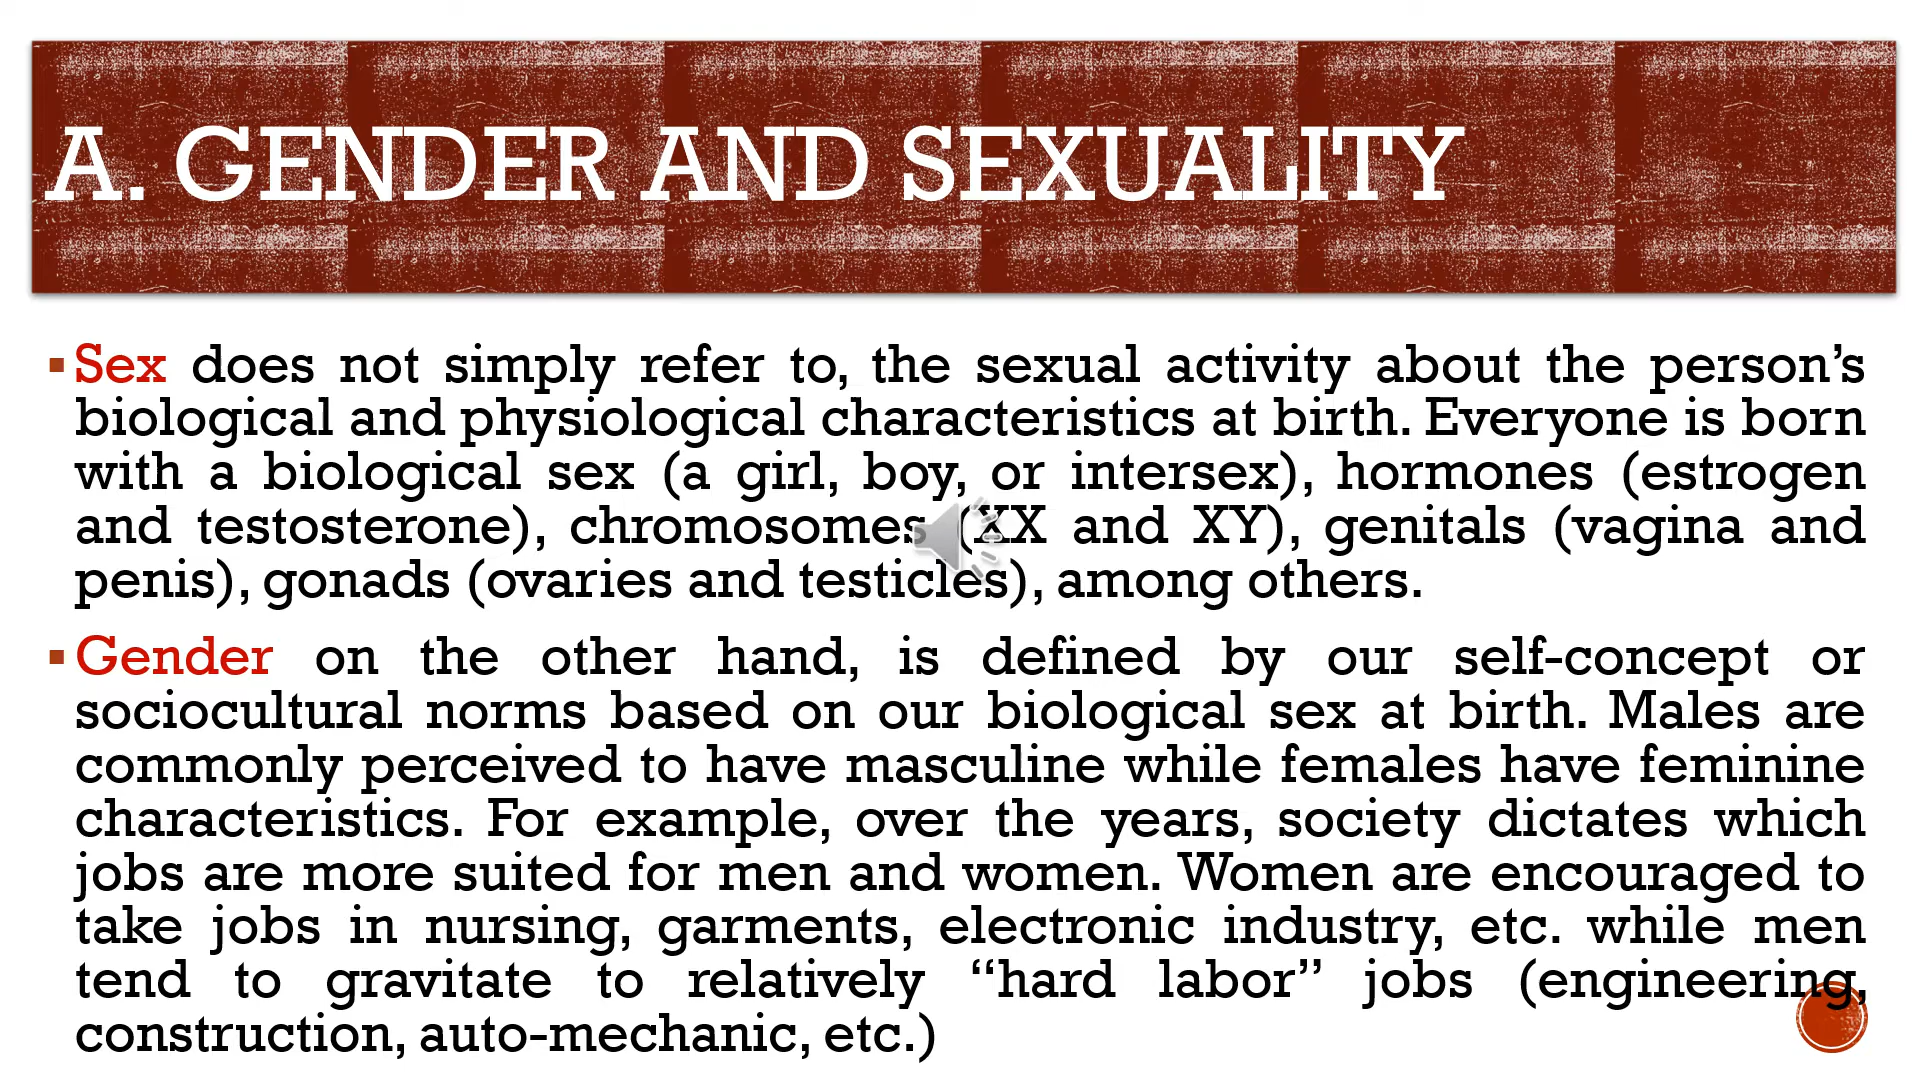 A. GENDER AND SEXUALITY
▪Sex does not simply refer to, the sexual activity about the person’s
biological and physiological characteristics at birth. Everyone is born
with a biological sex (a girl, boy, or intersex), hormones (estrogen
and testosterone), chromosomes (XX and XY), genitals (vagina and
penis), gonads (ovaries and testicles), among others.
▪Gender on the other hand, is defined by our self-concept or
sociocultural norms based on our biological sex at birth. Males are
commonly perceived to have masculine while females have feminine
characteristics. For example, over the years, society dictates which
jobs are more suited for men and women. Women are encouraged to
take jobs in nursing, garments, electronic industry, etc. while men
tend to gravitate to relatively “hard labor” jobs (engineering,
construction, auto-mechanic, etc.)